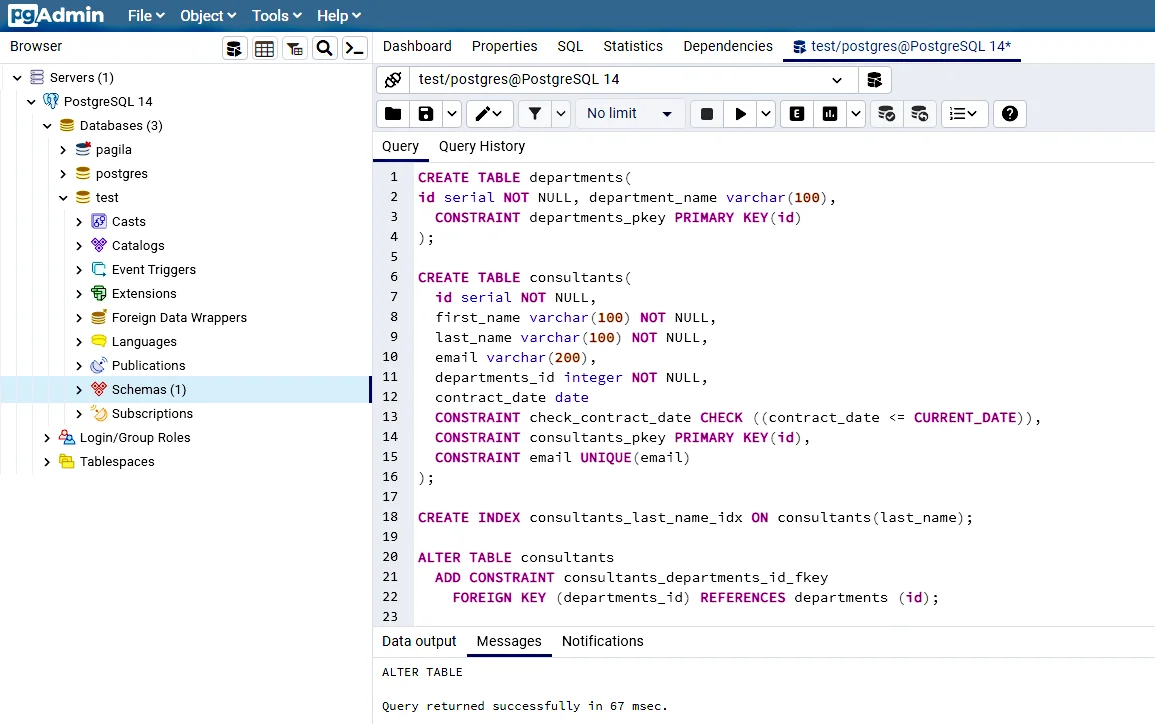 pgAdmin File Object Tools Help
Browser
Dashboard Properties SQL Statistics Dependencies test/postgres@PostgreSQL 14*
Servers (1)
PostgreSQL 14
Databases (3)
pagila
postgres
test
Casts
Catalogs
Event Triggers
Extensions
Foreign Data Wrappers
Languages
Publications
Schemas (1)
Subscriptions
Login/Group Roles
Tablespaces
test/postgres@PostgreSQL 14
No limit E
Query Query History
1 CREATE TABLE departments(
2 id serial NOT NULL, department_name varchar(100),
3 CONSTRAINT departments_pkey PRIMARY KEY(id)
4 );
5
6 CREATE TABLE consultants(
7 id serial NOT NULL,
8 first_name varchar(100) NOT NULL,
9 last_name varchar(100) NOT NULL,
10 email varchar(200),
11 departments_id integer NOT NULL,
12 contract_date date
13 CONSTRAINT check_contract_date CHECK ((contract_date <= CURRENT_DATE)),
14 CONSTRAINT consultants_pkey PRIMARY KEY(id),
15 CONSTRAINT email UNIQUE(email)
16 );
17
18 CREATE INDEX consultants_last_name_idx ON consultants(last_name);
19
20 ALTER TABLE consultants
21 ADD CONSTRAINT consultants_departments_id_fkey
22 FOREIGN KEY (departments_id) REFERENCES departments (id);
23
Data output Messages Notifications
ALTER TABLE
Query returned successfully in 67 msec.